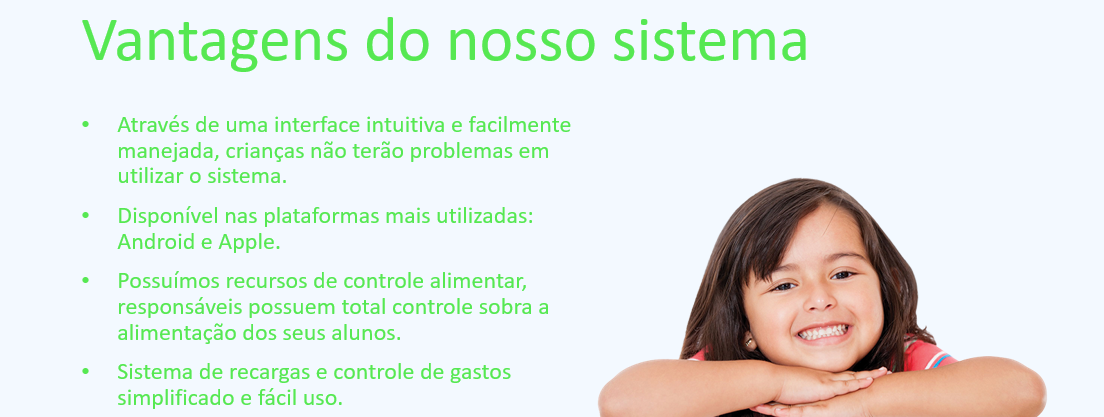 Vantagens do nosso sistema
• Através de uma interface intuitiva e facilmente
manejada, crianças não terão problemas em
utilizar o sistema.
• Disponível nas plataformas mais utilizadas:
Android e Apple.
• Possuímos recursos de controle alimentar,
responsáveis possuem total controle sobra a
alimentação dos seus alunos.
• Sistema de recargas e controle de gastos
simplificado e fácil uso.